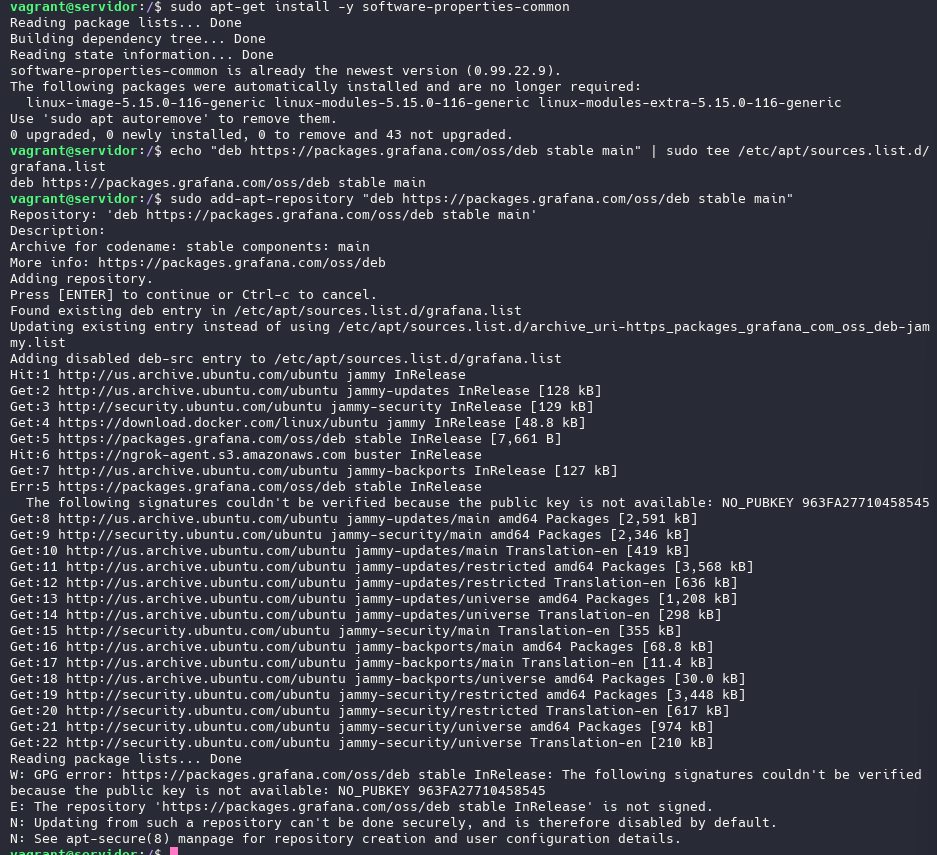 vagrant@servidor:/$ sudo apt-get install -y software-properties-common
Reading package lists... Done
Building dependency tree... Done
Reading state information... Done
software-properties-common is already the newest version (0.99.22.9).
The following packages were automatically installed and are no longer required:
  linux-image-5.15.0-116-generic linux-modules-5.15.0-116-generic linux-modules-extra-5.15.0-116-generic
Use 'sudo apt autoremove' to remove them.
0 upgraded, 0 newly installed, 0 to remove and 43 not upgraded.
vagrant@servidor:/$ echo "deb https://packages.grafana.com/oss/deb stable main" | sudo tee /etc/apt/sources.list.d/
grafana.list
deb https://packages.grafana.com/oss/deb stable main
vagrant@servidor:/$ sudo add-apt-repository "deb https://packages.grafana.com/oss/deb stable main"
Repository: 'deb https://packages.grafana.com/oss/deb stable main'
Description:
Archive for codename: stable components: main
More info: https://packages.grafana.com/oss/deb
Adding repository.
Press [ENTER] to continue or Ctrl-c to cancel.
Found existing deb entry in /etc/apt/sources.list.d/grafana.list
Updating existing entry instead of using /etc/apt/sources.list.d/archive_uri-https_packages_grafana_com_oss_deb-jam
my.list
Adding disabled deb-src entry to /etc/apt/sources.list.d/grafana.list
Hit:1 http://us.archive.ubuntu.com/ubuntu jammy InRelease
Get:2 http://us.archive.ubuntu.com/ubuntu jammy-updates InRelease [128 kB]
Get:3 http://security.ubuntu.com/ubuntu jammy-security InRelease [129 kB]
Get:4 https://download.docker.com/linux/ubuntu jammy InRelease [48.8 kB]
Get:5 https://packages.grafana.com/oss/deb stable InRelease [7,661 B]
Hit:6 https://ngrok-agent.s3.amazonaws.com buster InRelease
Get:7 http://us.archive.ubuntu.com/ubuntu jammy-backports InRelease [127 kB]
Err:5 https://packages.grafana.com/oss/deb stable InRelease
  The following signatures couldn't be verified because the public key is not available: NO_PUBKEY 963FA27710458545
Get:8 http://us.archive.ubuntu.com/ubuntu jammy-updates/main amd64 Packages [2,591 kB]
Get:9 http://security.ubuntu.com/ubuntu jammy-security/main amd64 Packages [2,346 kB]
Get:10 http://us.archive.ubuntu.com/ubuntu jammy-updates/main Translation-en [419 kB]
Get:11 http://us.archive.ubuntu.com/ubuntu jammy-updates/restricted amd64 Packages [3,568 kB]
Get:12 http://us.archive.ubuntu.com/ubuntu jammy-updates/restricted Translation-en [636 kB]
Get:13 http://us.archive.ubuntu.com/ubuntu jammy-updates/universe amd64 Packages [1,208 kB]
Get:14 http://us.archive.ubuntu.com/ubuntu jammy-updates/universe Translation-en [298 kB]
Get:15 http://security.ubuntu.com/ubuntu jammy-security/main Translation-en [355 kB]
Get:16 http://us.archive.ubuntu.com/ubuntu jammy-backports/main amd64 Packages [68.8 kB]
Get:17 http://us.archive.ubuntu.com/ubuntu jammy-backports/main Translation-en [11.4 kB]
Get:18 http://us.archive.ubuntu.com/ubuntu jammy-backports/universe amd64 Packages [30.0 kB]
Get:19 http://security.ubuntu.com/ubuntu jammy-security/restricted amd64 Packages [3,448 kB]
Get:20 http://security.ubuntu.com/ubuntu jammy-security/restricted Translation-en [617 kB]
Get:21 http://security.ubuntu.com/ubuntu jammy-security/universe amd64 Packages [974 kB]
Get:22 http://security.ubuntu.com/ubuntu jammy-security/universe Translation-en [210 kB]
Reading package lists... Done
W: GPG error: https://packages.grafana.com/oss/deb stable InRelease: The following signatures couldn't be verified
because the public key is not available: NO_PUBKEY 963FA27710458545
E: The repository 'https://packages.grafana.com/oss/deb stable InRelease' is not signed.
N: Updating from such a repository can't be done securely, and is therefore disabled by default.
N: See apt-secure(8) manpage for repository creation and user configuration details.
vagrant@servidor:/$